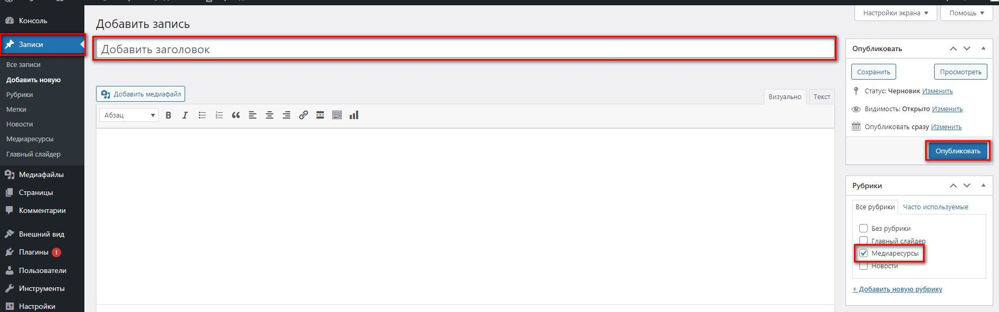 Консоль
Записи
Все записи
Добавить новую
Рубрики
Метки
Новости
Медиаресурсы
Главный слайдер
Медиафайлы
Страницы
Комментарии
Внешний вид
Плагины 1
Пользователи
Инструменты
Настройки
Настройки экрана
Помощь
Добавить запись
Добавить заголовок
Добавить медиафайл
Визуально
Текст
Абзац
Опубликовать
Сохранить
Просмотреть
Статус: Черновик Изменить
Видимость: Открыто Изменить
Опубликовать сразу Изменить
Опубликовать
Рубрики
Все рубрики
Часто используемые
Без рубрики
Главный слайдер
Медиаресурсы
Новости
+ Добавить новую рубрику